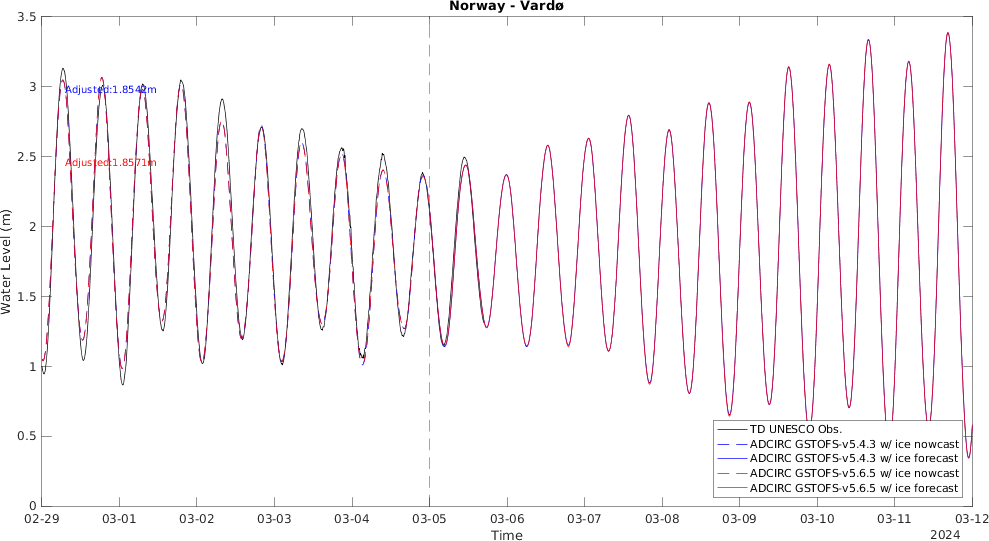 Norway - Vardø
3.5
3
2.5
2
1.5
1
0.5
0
Water Level (m)
Adjusted:1.8542m
Adjusted:1.8571m
TD UNESCO Obs.
ADCIRC GSTOFS-v5.4.3 w/ ice nowcast
ADCIRC GSTOFS-v5.4.3 w/ ice forecast
ADCIRC GSTOFS-v5.6.5 w/ ice nowcast
ADCIRC GSTOFS-v5.6.5 w/ ice forecast
02-29 03-01 03-02 03-03 03-04 03-05 03-06 03-07 03-08 03-09 03-10 03-11 03-12
Time
2024